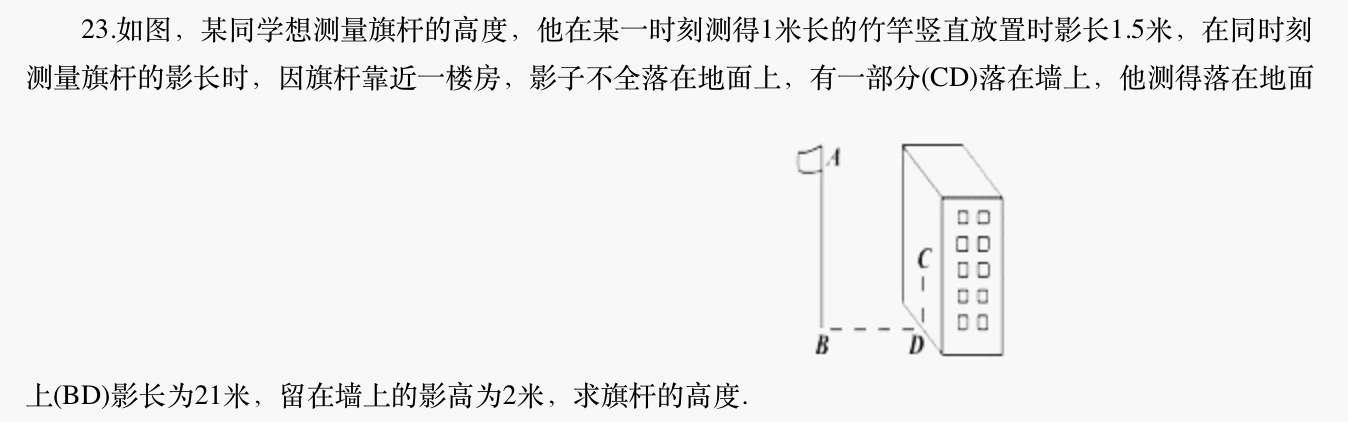 23.如图，某同学想测量旗杆的高度，他在某一时刻测得1米长的竹竿竖直放置时影长1.5米，在同时刻
测量旗杆的影长时，因旗杆靠近一楼房，影子不全落在地面上，有一部分(CD)落在墙上，他测得落在地面
A
C
B
D
上(BD)影长为21米，留在墙上的影高为2米，求旗杆的高度.